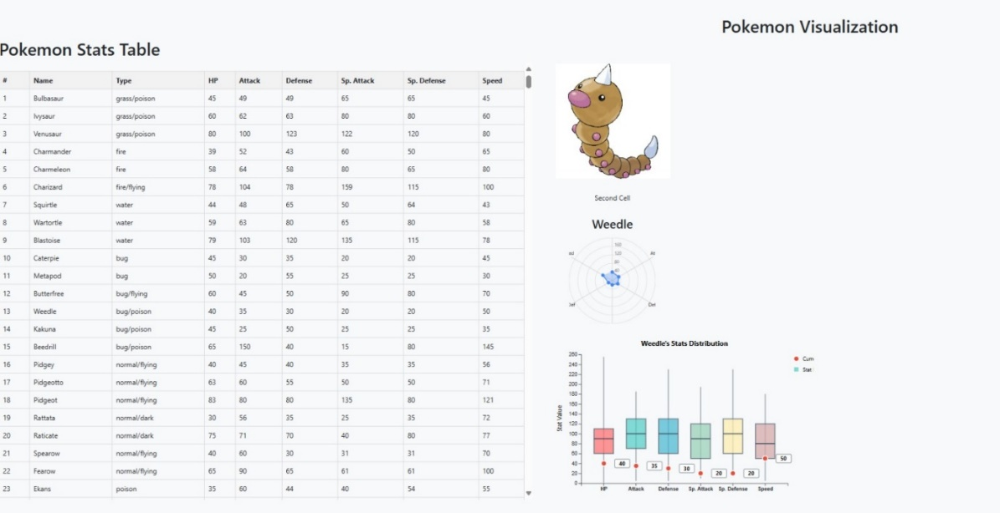 Pokemon Visualization
Pokemon Stats Table
# Name Type HP Attack Defense Sp. Attack Sp. Defense Speed
1 Bulbasaur grass/poison 45 49 49 65 65 45
2 Ivysaur grass/poison 60 62 63 80 80 60
3 Venusaur grass/poison 80 100 123 122 120 80
4 Charmander fire 39 52 43 60 50 65
5 Charmeleon fire 58 64 58 80 65 80
6 Charizard fire/flying 78 104 78 159 115 100
7 Squirtle water 44 48 65 50 64 43
8 Wartortle water 59 63 80 65 80 58
9 Blastoise water 79 103 120 135 115 78
10 Caterpie bug 45 30 35 20 20 45
11 Metapod bug 50 20 55 25 25 30
12 Butterfree bug/flying 60 45 50 90 80 70
13 Weedle bug/poison 40 35 30 20 20 50
14 Kakuna bug/poison 45 25 50 25 25 35
15 Beedrill bug/poison 65 150 40 15 80 145
16 Pidgey normal/flying 40 45 40 35 35 56
17 Pidgeotto normal/flying 63 60 55 50 50 71
18 Pidgeot normal/flying 83 80 80 135 80 121
19 Rattata normal/dark 30 56 35 25 35 72
20 Raticate normal/dark 75 71 70 40 80 77
21 Spearow normal/flying 40 60 30 31 31 70
22 Fearow normal/flying 65 90 65 61 61 100
23 Ekans poison 35 60 44 40 54 55
Second Cell
Weedle
160
120
80
At
Def
Weedle's Stats Distribution
Curr
Stat
Stat Value
260
240
220
200
180
160
140
120
100
80
60
40
20
0
40 35 30 20 20 50
HP Attack Defense Sp. Attack Sp. Defense Speed